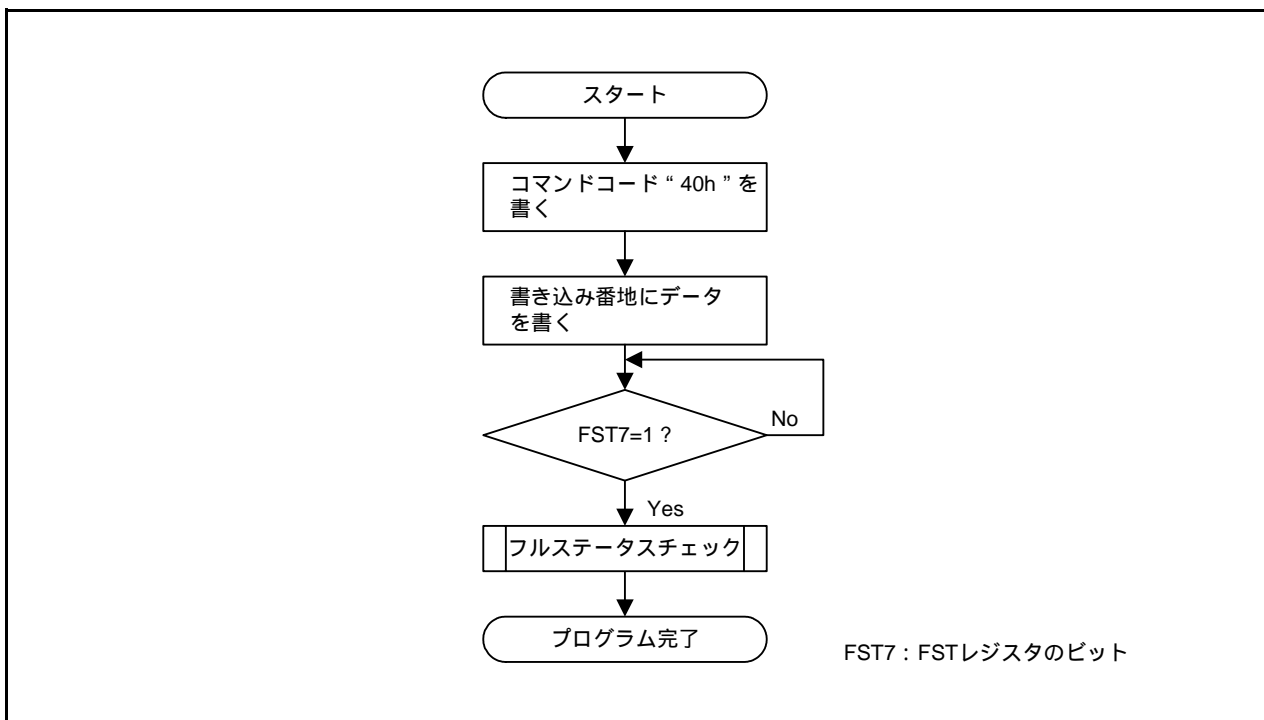 スタート
コマンドコード“ 40h ”を
書く
書き込み番地にデータ
を書く
FST7=1 ?
No
Yes
フルステータスチェック
プログラム完了
FST7 : FSTレジスタのビット